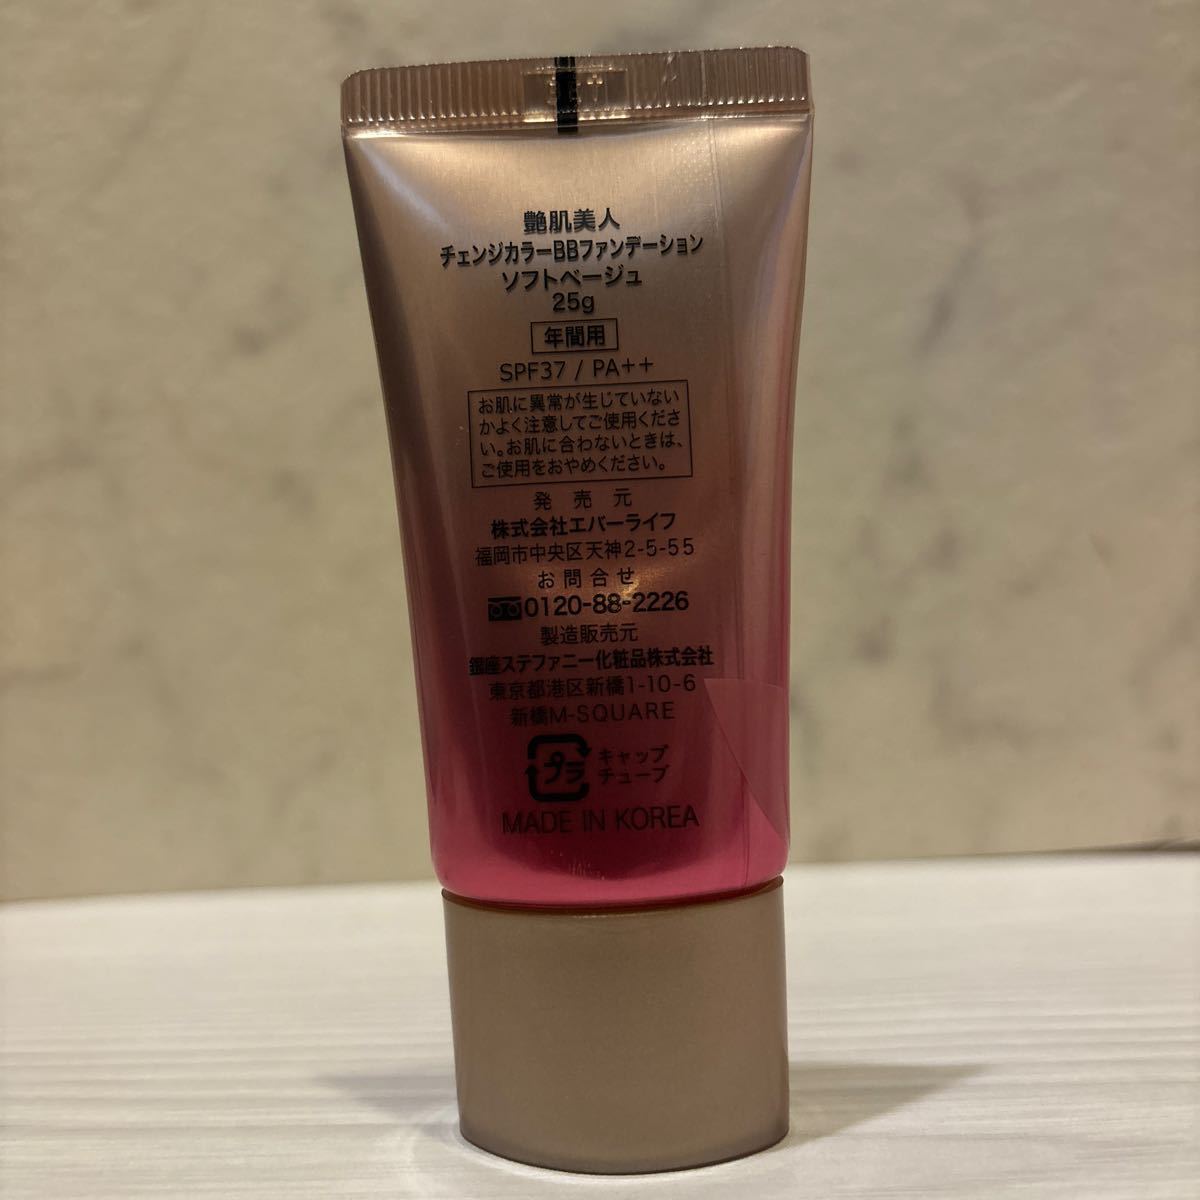 艶肌美人
チェンジカラーBBファンデーション
ソフトベージュ
25g
年間用
SPF37 / PA++
お肌に異常が生じていない
かよく注意してご使用くださ
い。お肌に合わないときは、
ご使用をおやめください。
発売元
株式会社エバーライフ
福岡市中央区天神2-5-55
お問合せ
0120-88-2226
製造販売元
銀座ステファニー化粧品株式会社
東京都港区新橋1-10-6
新橋M-SQUARE
プラ
キャップ
チューブ
MADE IN KOREA